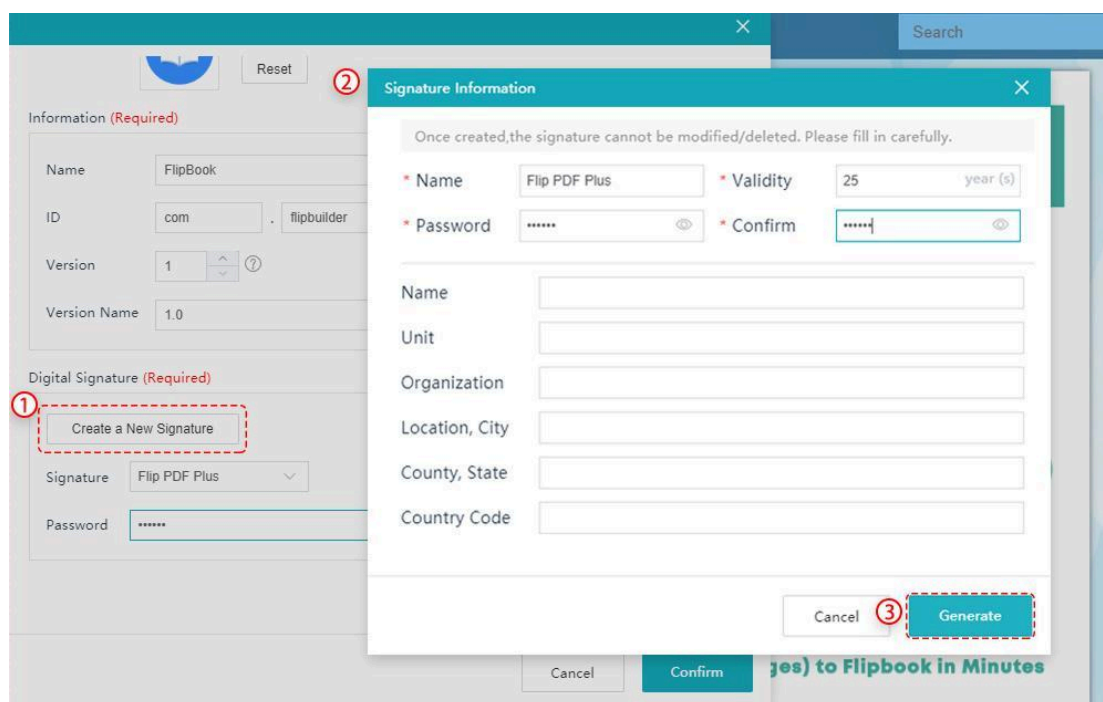 Search
Reset
②
Signature Information
Once created,the signature cannot be modified/deleted. Please fill in carefully.
Information (Required)
Name FlipBook
ID com . flipbuilder
Version 1
Version Name 1.0
* Name Flip PDF Plus * Validity 25 year (s)
* Password •••••• * Confirm ••••••
Name
Unit
Organization
Location, City
County, State
Country Code
Digital Signature (Required)
①
Create a New Signature
Signature Flip PDF Plus
Password ••••••
Cancel ③ Generate
Cancel Confirm
ges) to Flipbook in Minutes